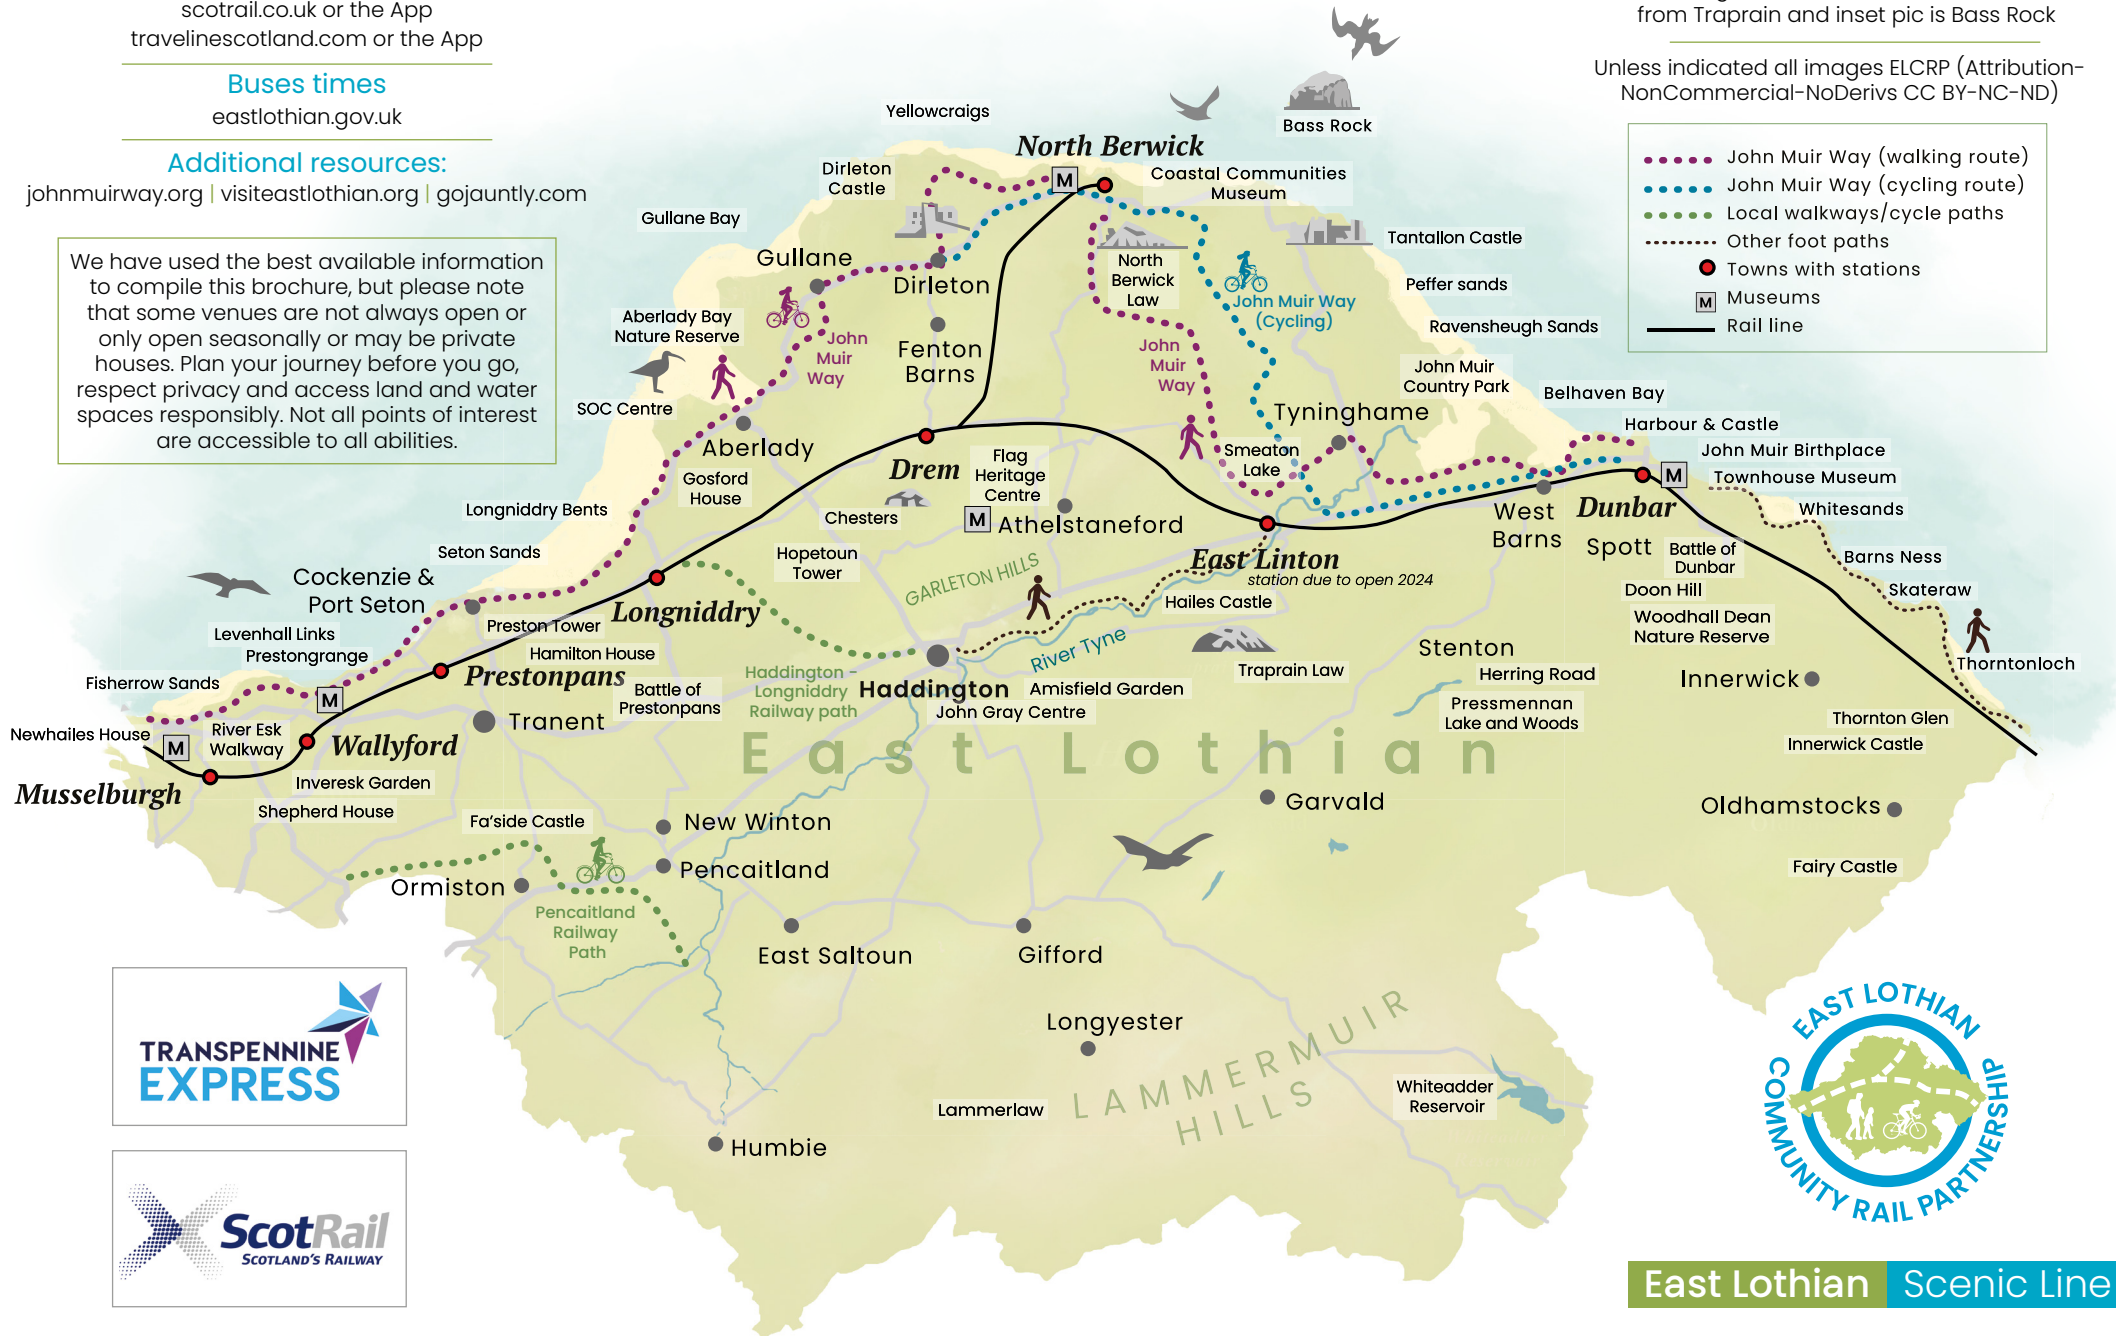 scotrail.co.uk or the App
travelinescotland.com or the App
Buses times
eastlothian.gov.uk
Additional resources:
johnmuirway.org | visiteastlothian.org | gojauntly.com
We have used the best available information
to compile this brochure, but please note
that some venues are not always open or
only open seasonally or may be private
houses. Plan your journey before you go,
respect privacy and access land and water
spaces responsibly. Not all points of interest
are accessible to all abilities.
from Traprain and inset pic is Bass Rock
Unless indicated all images ELCRP (Attribution-
NonCommercial-NoDerivs CC BY-NC-ND)
John Muir Way (walking route)
John Muir Way (cycling route)
Local walkways/cycle paths
Other foot paths
Towns with stations
M Museums
Rail line
Yellowcraigs
Bass Rock
North Berwick
M
Coastal Communities
Museum
Dirleton
Castle
Gullane Bay
Gullane
Dirleton
Tantallon Castle
North
Berwick
Law
John Muir Way
(Cycling)
Peffer sands
Ravensheugh Sands
Aberlady Bay
Nature Reserve
John
Muir
Way
Fenton
Barns
John
Muir
Way
John Muir
Country Park
Belhaven Bay
SOC Centre
Aberlady
Tyninghame
Harbour & Castle
John Muir Birthplace
M
Townhouse Museum
Drem
Flag
Heritage
Centre
Smeaton
Lake
Gosford
House
Longniddry Bents
Chesters
M
Athelstaneford
West
Barns
Dunbar
Whitesands
Seton Sands
Hopetoun
Tower
GARLETON HILLS
East Linton
station due to open 2024
Spott
Battle of
Dunbar
Barns Ness
Cockenzie &
Port Seton
Longniddry
Hailes Castle
Doon Hill
Skateraw
Levenhall Links
Prestongrange
Preston Tower
Hamilton House
River Tyne
Woodhall Dean
Nature Reserve
Stenton
Thorntonloch
Fisherrow Sands
Prestonpans
Battle of
Prestonpans
Haddington -
Longniddry
Railway path
Haddington
Amisfield Garden
John Gray Centre
Traprain Law
Herring Road
Innerwick
M
Newhailes House
M
River Esk
Walkway
Wallyford
Tranent
Pressmennan
Lake and Woods
Thornton Glen
Innerwick Castle
East Lothian
Musselburgh
Inveresk Garden
Shepherd House
Fa'side Castle
New Winton
Garvald
Oldhamstocks
Ormiston
Pencaitland
Fairy Castle
Pencaitland
Railway
Path
East Saltoun
Gifford
Longyester
LAMMERMUIR
HILLS
Lammerlaw
Whiteadder
Reservoir
Humbie
TRANSPENNINE
EXPRESS
ScotRail
SCOTLAND'S RAILWAY
EAST LOTHIAN
COMMUNITY RAIL PARTNERSHIP
East Lothian Scenic Line